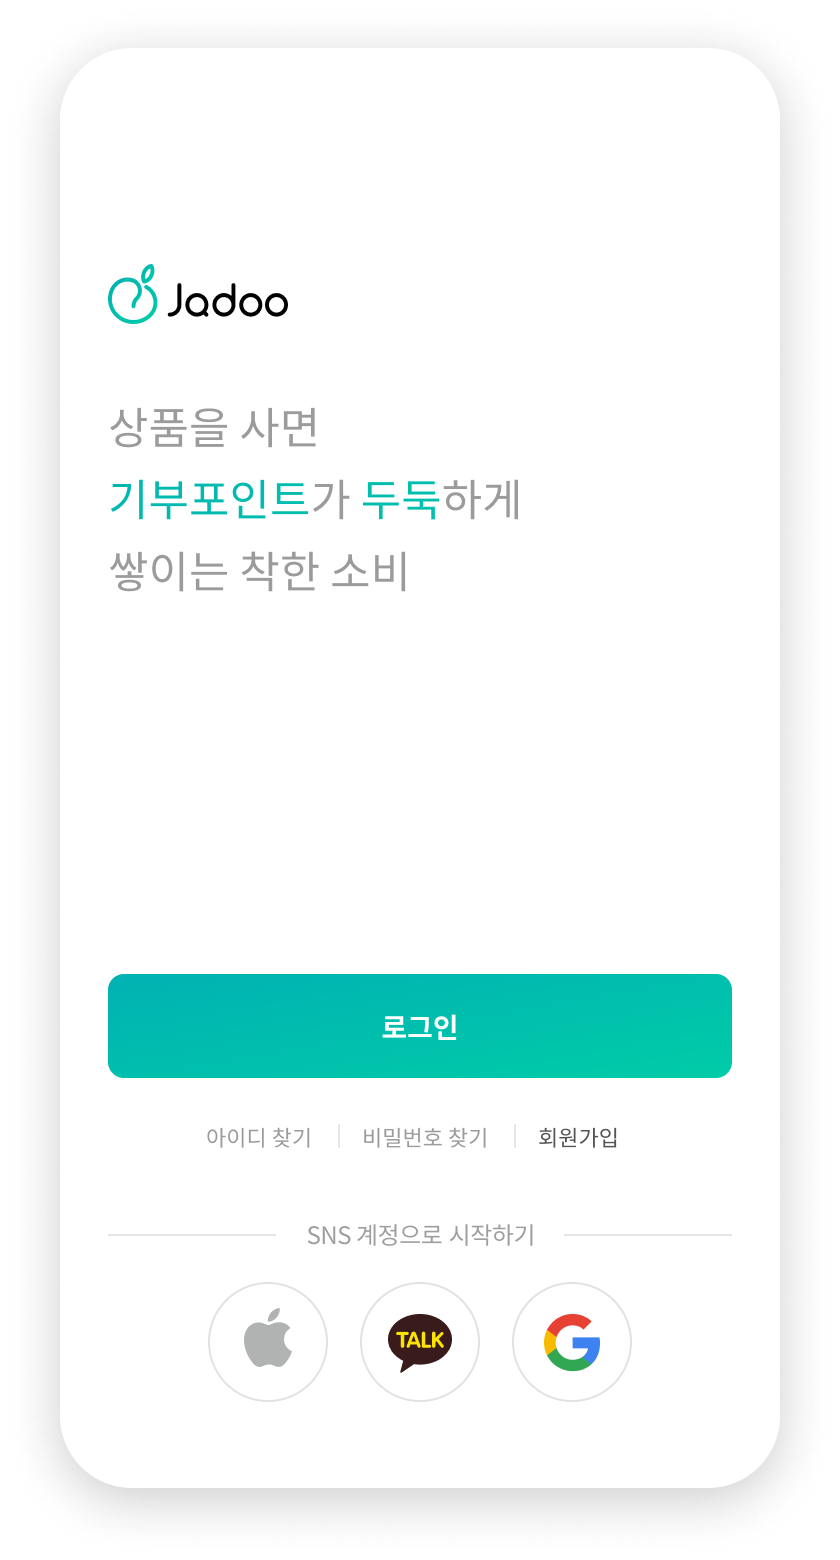 Jadoo
상품을 사면
기부포인트가 두둑하게
쌓이는 착한 소비
로그인
아이디 찾기 비밀번호 찾기 회원가입
SNS 계정으로 시작하기
TALK